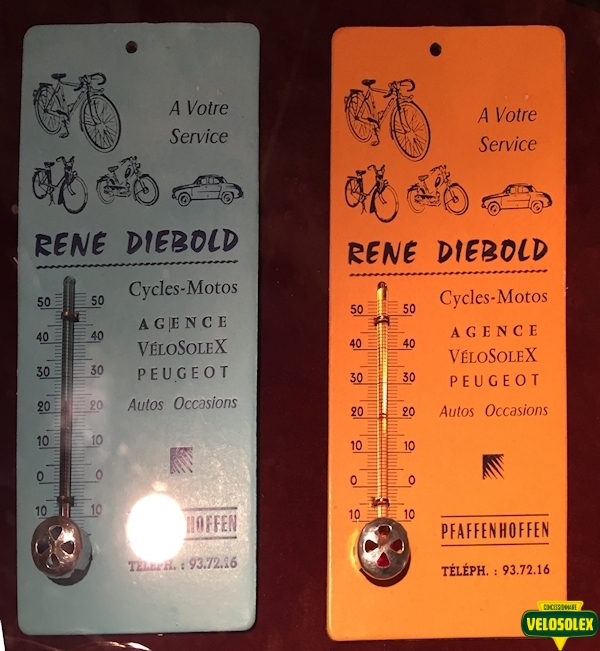 A Votre
Service
RENE DIEBOLD
50 50
40 40
30 30
20 20
10 10
0 0
10 10
Cycles-Motos
AGENCE
VÉLOSOLEX
PEUGEOT
Autos Occasions
HOFFEN
TÉLÉPH. : 93.72.16
A Votre
Service
RENE DIEBOLD
50 50
40 40
30 30
20 20
10 10
0 0
10 10
Cycles-Motos
AGENCE
VÉLOSOLEX
PEUGEOT
Autos Occasions
PFAFFENHOFFEN
TÉLÉPH. : 93.72.16
CONCESSIONNAIRE
VELOSOLEX